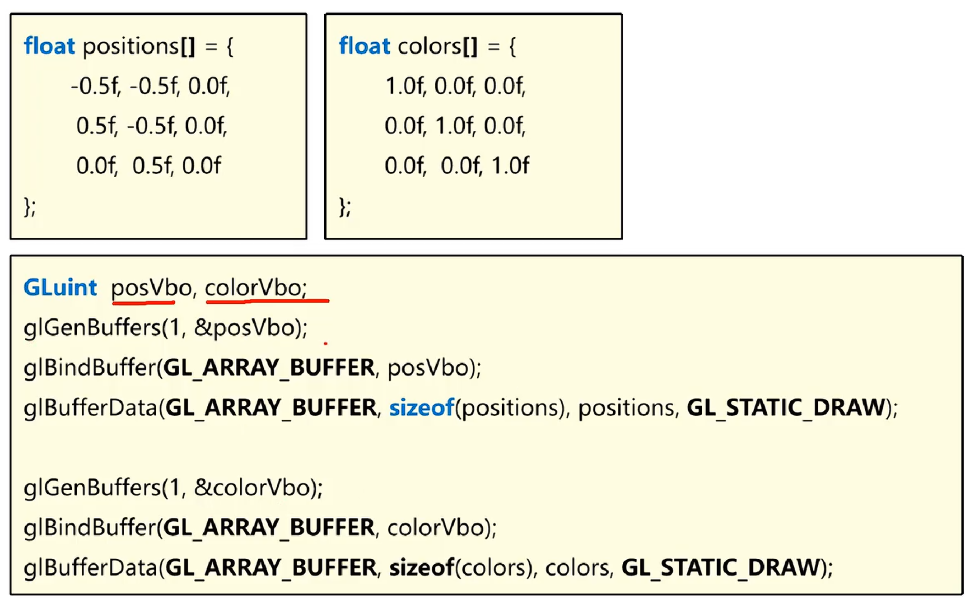 float positions[] = {
-0.5f, -0.5f, 0.0f,
0.5f, -0.5f, 0.0f,
0.0f, 0.5f, 0.0f
};
float colors[] = {
1.0f, 0.0f, 0.0f,
0.0f, 1.0f, 0.0f,
0.0f, 0.0f, 1.0f
};
GLuint posVbo, colorVbo;
glGenBuffers(1, &posVbo);
glBindBuffer(GL_ARRAY_BUFFER, posVbo);
glBufferData(GL_ARRAY_BUFFER, sizeof(positions), positions, GL_STATIC_DRAW);
glGenBuffers(1, &colorVbo);
glBindBuffer(GL_ARRAY_BUFFER, colorVbo);
glBufferData(GL_ARRAY_BUFFER, sizeof(colors), colors, GL_STATIC_DRAW);